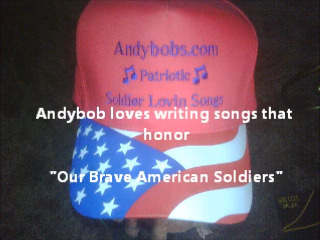 Andybobs.com
🎵Patriotic🎵
Soldier Lovin Songs
Andybob loves writing songs that
honor
"Our Brave American Soldiers"